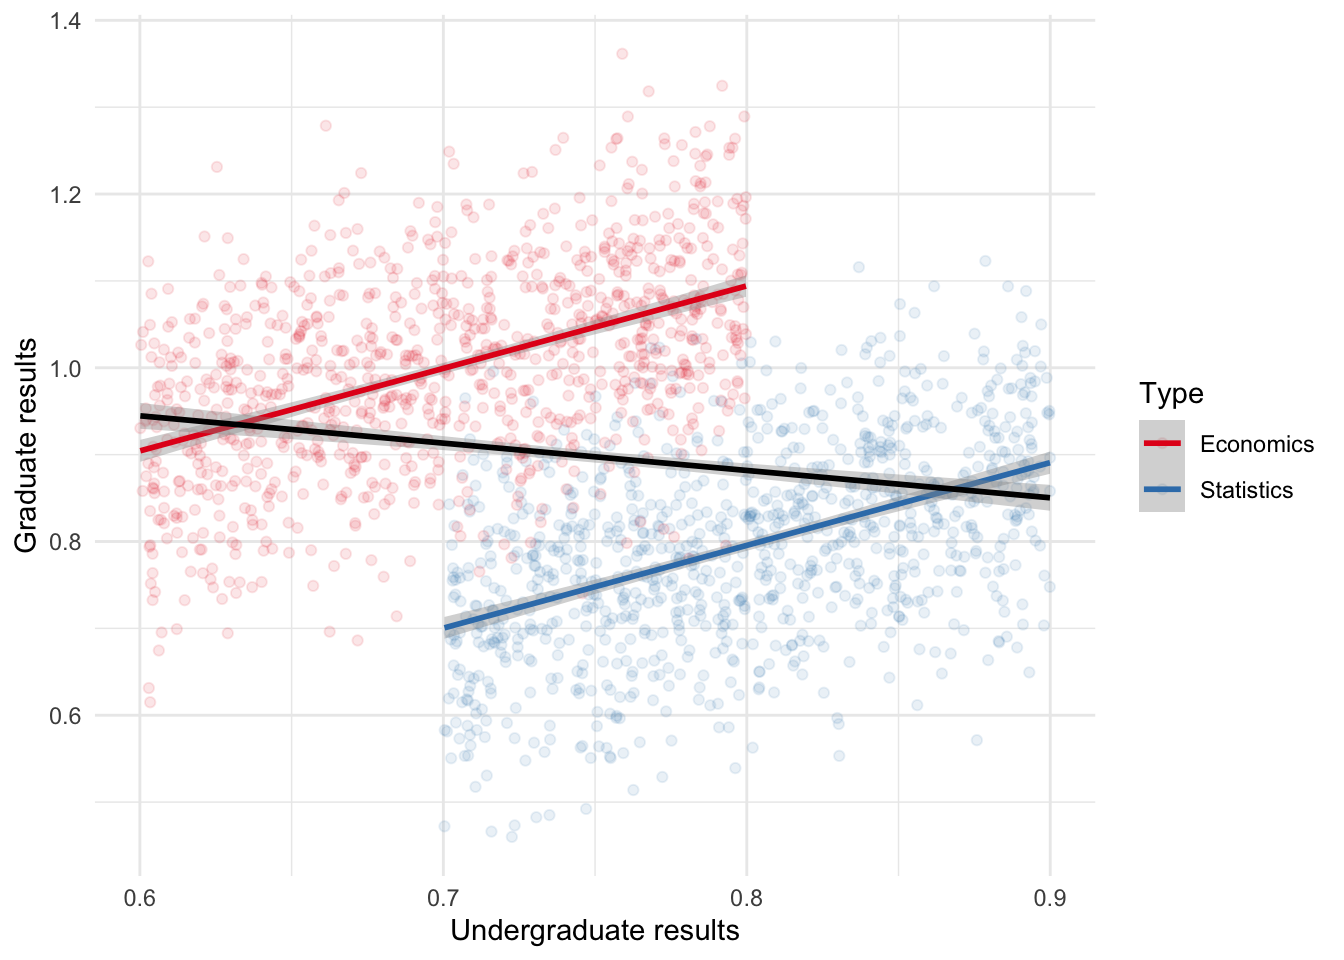 1.4
1.2
1.0
0.8
0.6
Graduate results
0.6 0.7 0.8 0.9
Undergraduate results
Type
Economics
Statistics